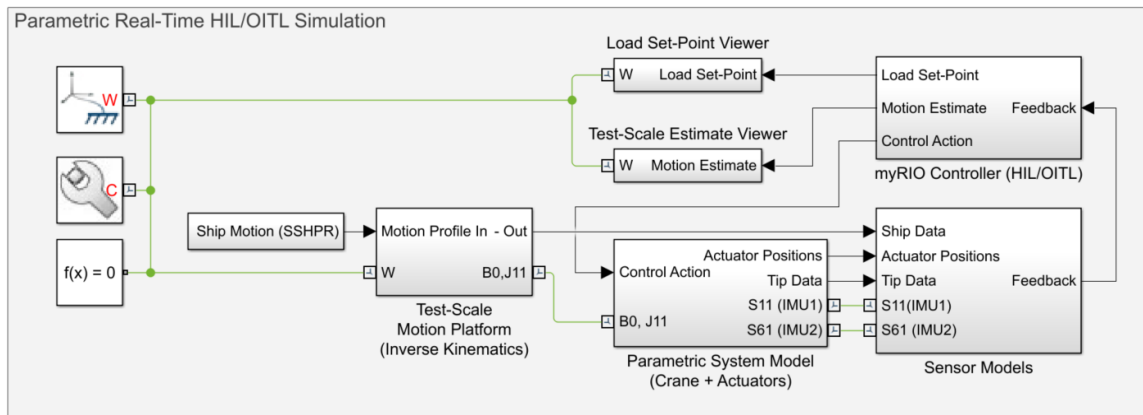 Parametric Real-Time HIL/OITL Simulation
Load Set-Point Viewer
W
W Load Set-Point
Load Set-Point
Motion Estimate Feedback
Control Action
myRIO Controller (HIL/OITL)
Test-Scale Estimate Viewer
W Motion Estimate
C
f(x) = 0
Ship Motion (SSHPR)
Motion Profile In - Out
W B0,J11
Test-Scale
Motion Platform
(Inverse Kinematics)
Actuator Positions
Control Action
Tip Data
S11 (IMU1)
B0, J11
S61 (IMU2)
Parametric System Model
(Crane + Actuators)
Ship Data
Actuator Positions
Tip Data Feedback
S11(IMU1)
S61 (IMU2)
Sensor Models